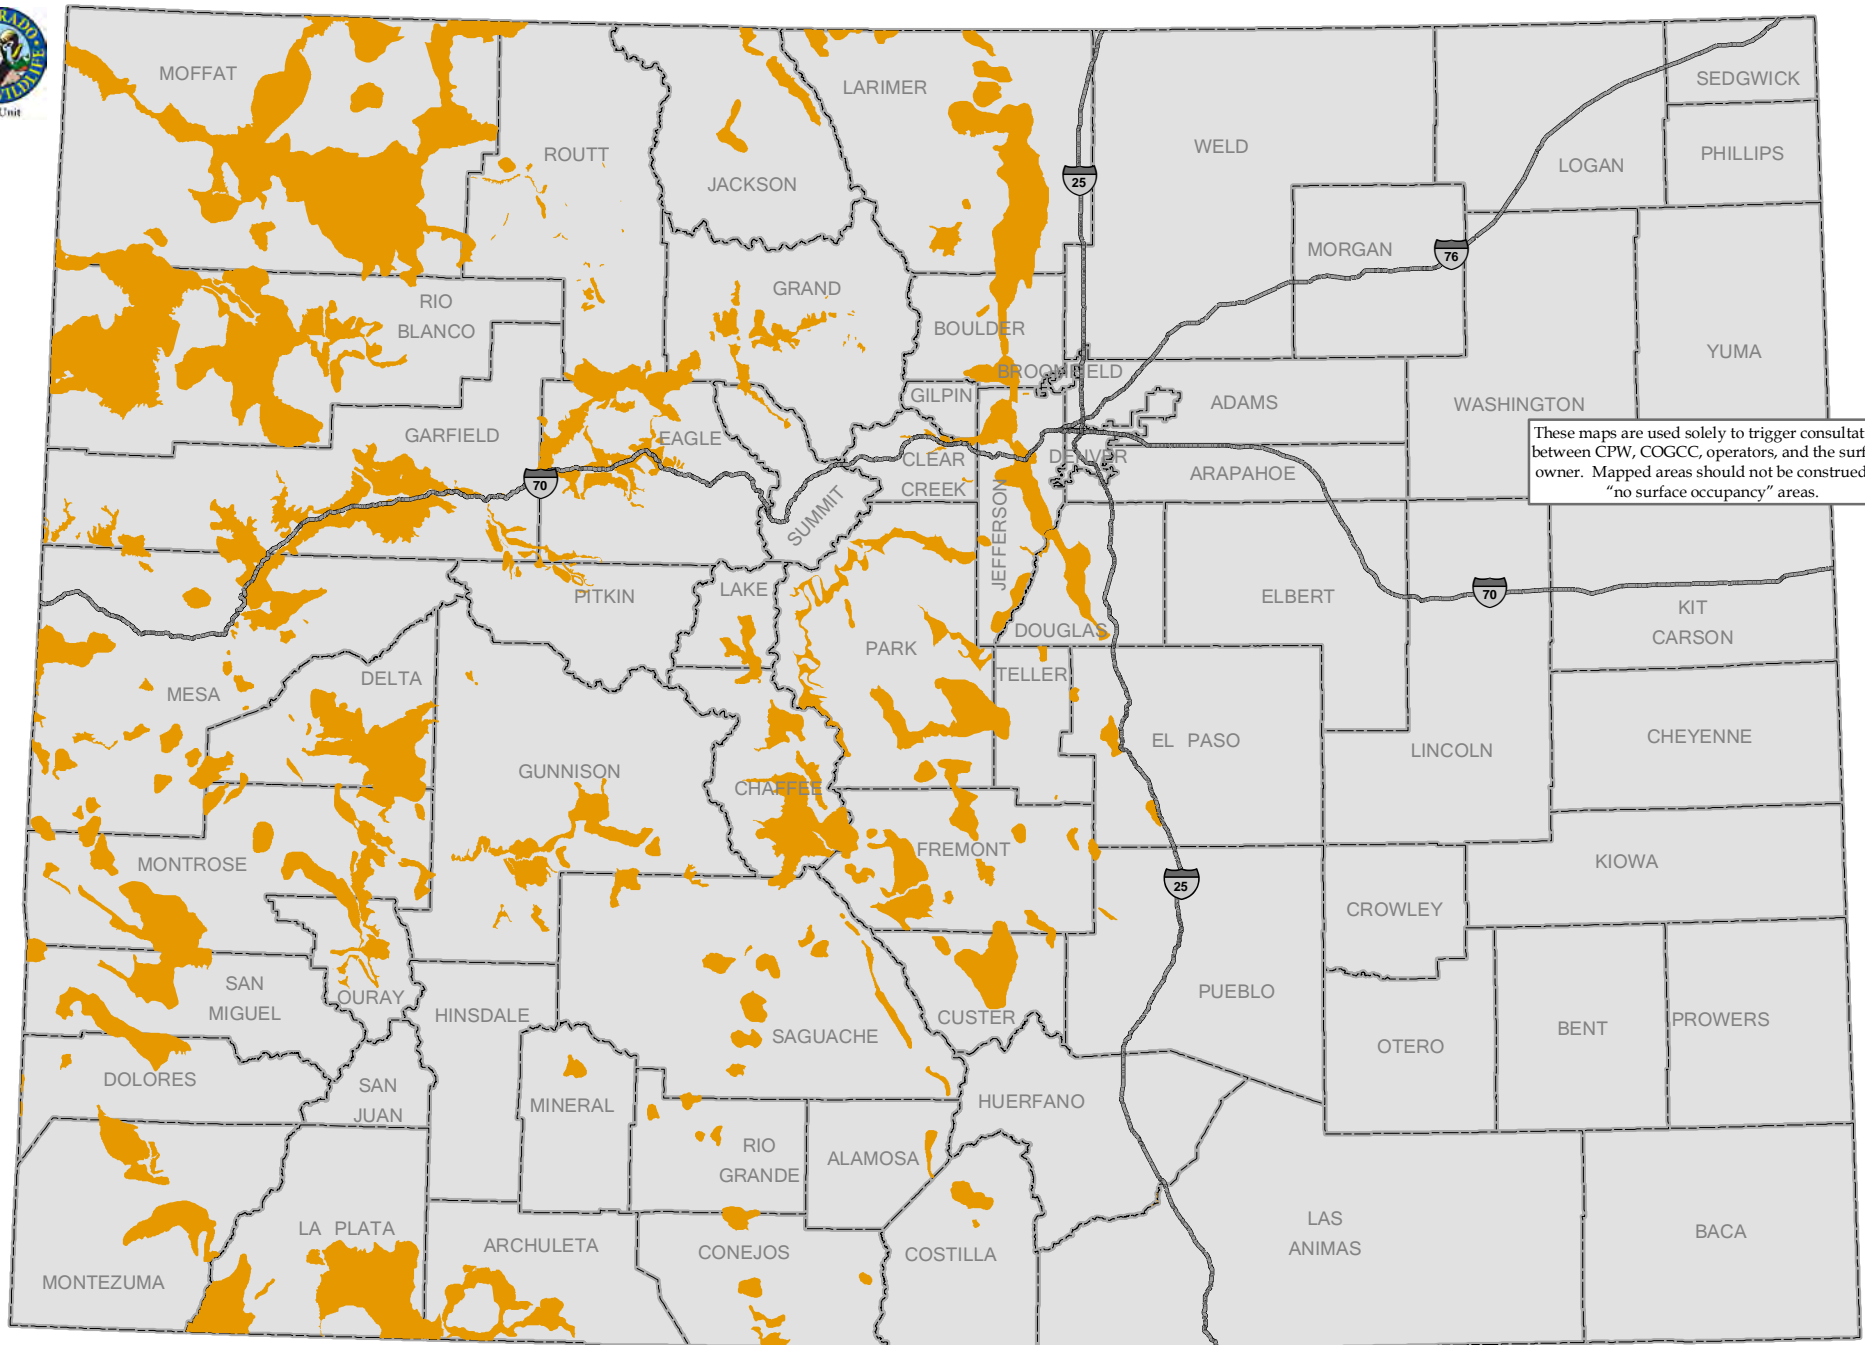 RADO
WILDLIFE
Unit
MOFFAT
LARIMER
SEDGWICK
WELD
PHILLIPS
LOGAN
ROUTT
JACKSON
25
MORGAN
76
GRAND
RIO
BLANCO
BOULDER
YUMA
BROOMFIELD
GILPIN
ADAMS
WASHINGTON
GARFIELD
EAGLE
These maps are used solely to trigger consultat
between CPW, COGCC, operators, and the surf
owner. Mapped areas should not be construed
“no surface occupancy” areas.
CLEAR
CREEK
DENVER
ARAPAHOE
70
SUMMIT
JEFFERSON
PITKIN
LAKE
ELBERT
70
KIT
CARSON
DOUGLAS
PARK
TELLER
DELTA
MESA
EL PASO
LINCOLN
CHEYENNE
GUNNISON
CHAFFEE
FREMONT
MONTROSE
KIOWA
25
CROWLEY
SAN
MIGUEL
OURAY
HINSDALE
SAGUACHE
CUSTER
PUEBLO
BENT
PROWERS
OTERO
DOLORES
SAN
JUAN
MINERAL
HUERFANO
RIO
GRANDE
ALAMOSA
LA PLATA
ARCHULETA
CONEJOS
COSTILLA
LAS
ANIMAS
BACA
MONTEZUMA